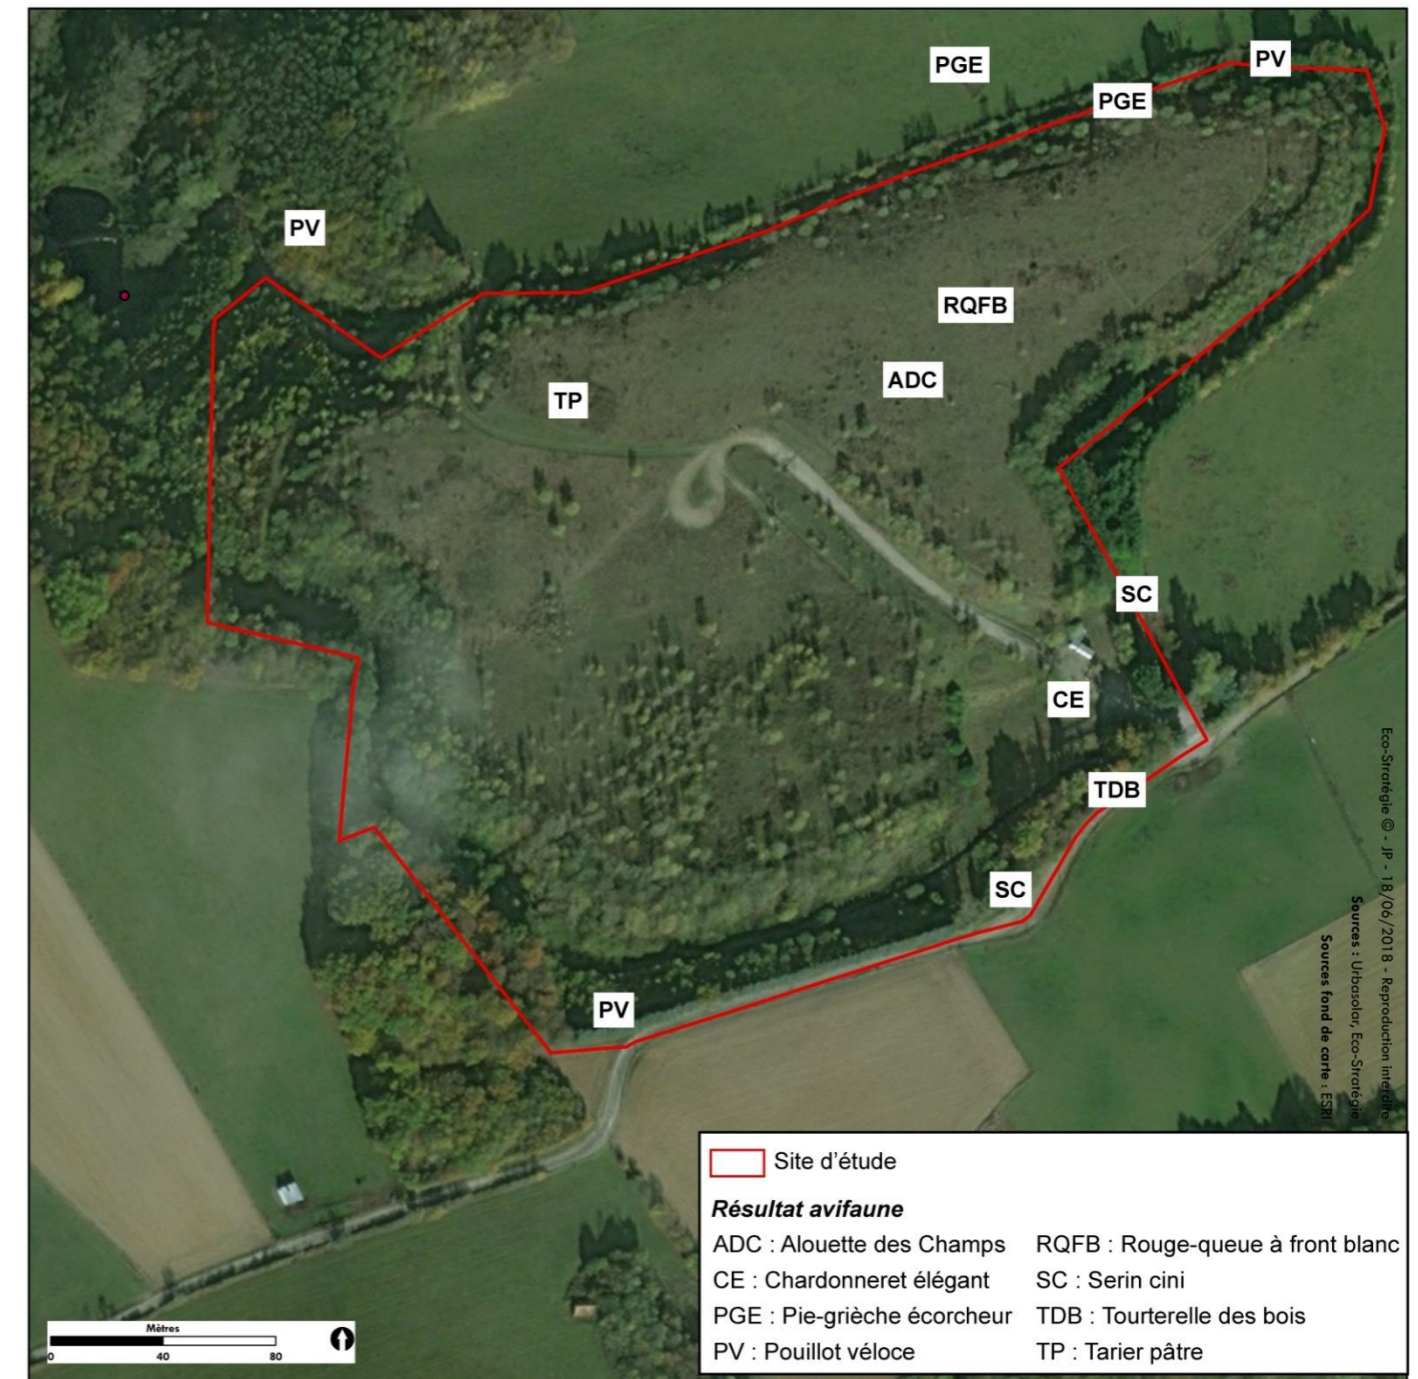 PGE
PV
PGE
PV
RQFB
ADC
TP
SC
CE
TDB
SC
PV
Eco-Stratégie © - JP - 18/06/2018 - Reproduction interdite
Sources : Urbasolar, Eco-Stratégie
Sources fond de carte : ESRI
Site d'étude
Résultat avifaune
ADC : Alouette des Champs
RQFB : Rouge-queue à front blanc
CE : Chardonneret élégant
SC : Serin cini
PGE : Pie-grièche écorcheur
TDB : Tourterelle des bois
PV : Pouillot véloce
TP : Tarier pâtre
Mètres
0 40 80